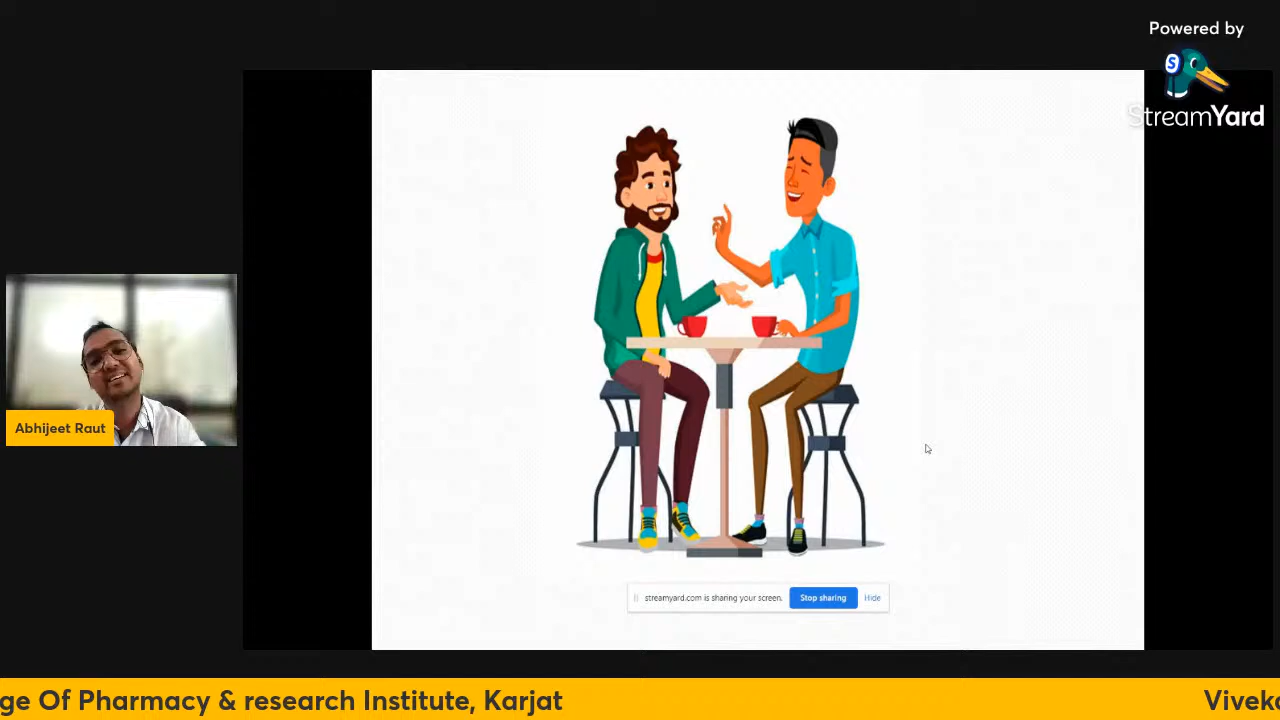 Powered by
S
StreamYard
Abhijeet Raut
streamyard.com is sharing your screen.
Stop sharing
Hide
ge Of Pharmacy & research Institute, Karjat
Viveko